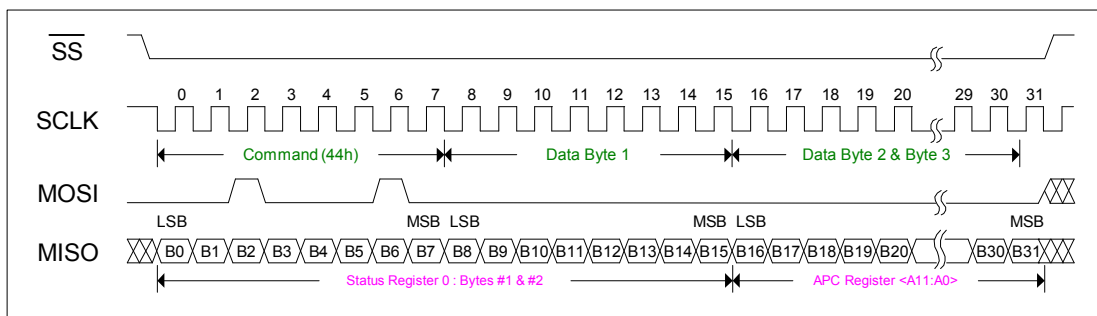 SS
0 1 2 3 4 5 6 7 8 9 10 11 12 13 14 15 16 17 18 19 20 29 30 31
SCLK
Command (44h) Data Byte 1 Data Byte 2 & Byte 3
MOSI
LSB MSB LSB MSB LSB MSB
MISO B0 B1 B2 B3 B4 B5 B6 B7 B8 B9 B10 B11 B12 B13 B14 B15 B16 B17 B18 B19 B20 B30 B31
Status Register 0 : Bytes #1 & #2 APC Register <A11:A0>